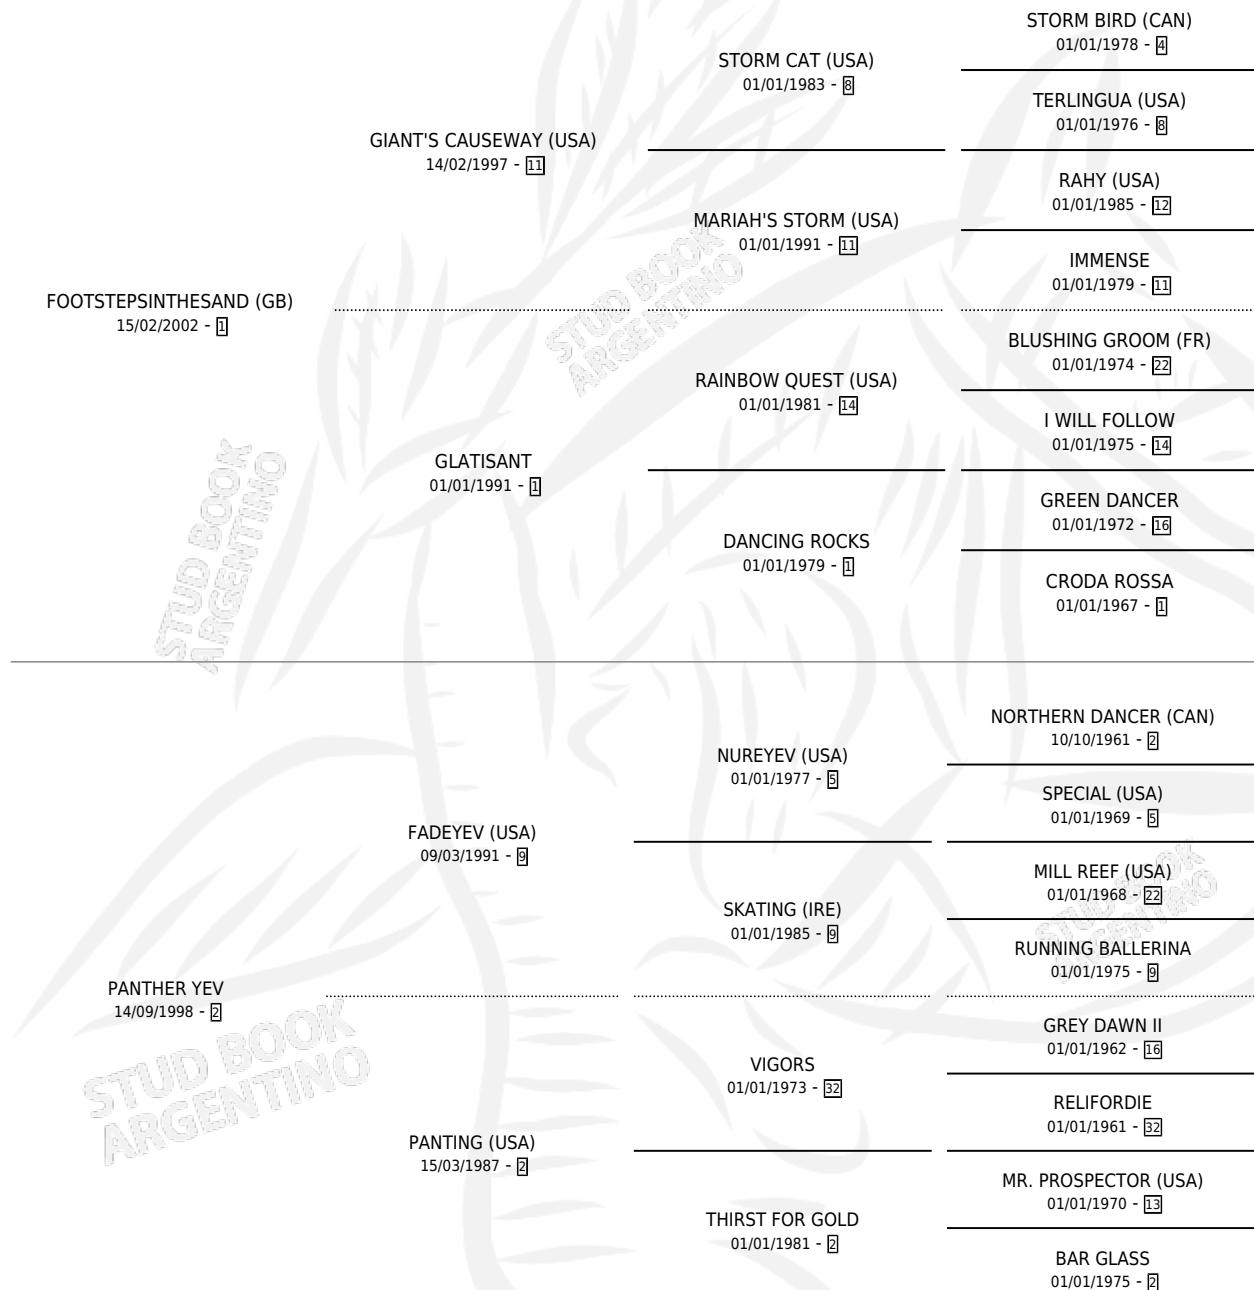 STORM BIRD (CAN)
01/01/1978 - 4
STORM CAT (USA)
01/01/1983 - 8
TERLINGUA (USA)
01/01/1976 - 8
GIANT'S CAUSEWAY (USA)
14/02/1997 - 11
RAHY (USA)
01/01/1985 - 12
MARIAH'S STORM (USA)
01/01/1991 - 11
IMMENSE
01/01/1979 - 11
FOOTSTEPSINTHESAND (GB)
15/02/2002 - 1
BLUSHING GROOM (FR)
01/01/1974 - 22
RAINBOW QUEST (USA)
01/01/1981 - 14
I WILL FOLLOW
01/01/1975 - 14
GLATISANT
01/01/1991 - 1
GREEN DANCER
01/01/1972 - 16
DANCING ROCKS
01/01/1979 - 1
CRODA ROSSA
01/01/1967 - 1
NORTHERN DANCER (CAN)
10/10/1961 - 2
NUREYEV (USA)
01/01/1977 - 5
SPECIAL (USA)
01/01/1969 - 5
FADEYEV (USA)
09/03/1991 - 9
MILL REEF (USA)
01/01/1968 - 22
SKATING (IRE)
01/01/1985 - 9
RUNNING BALLERINA
01/01/1975 - 9
PANTHER YEV
14/09/1998 - 2
GREY DAWN II
01/01/1962 - 16
VIGORS
01/01/1973 - 32
RELIFORDIE
01/01/1961 - 32
PANTING (USA)
15/03/1987 - 2
MR. PROSPECTOR (USA)
01/01/1970 - 13
THIRST FOR GOLD
01/01/1981 - 2
BAR GLASS
01/01/1975 - 2
STUD BOOK
ARGENTINO
STUD BOOK
ARGENTINO
STUD BOOK
ARGENTINO
STUD BOOK
ARGENTINO